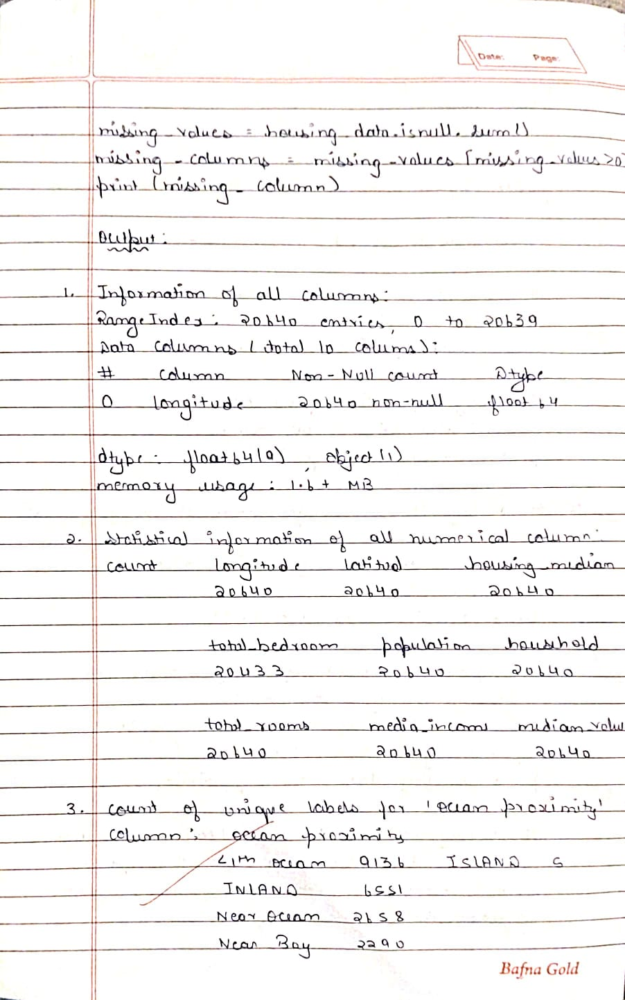 Date: Page:
missing_values = housing_data.isnull.sum()
missing_columns = missing_values [missing_values >0]
print (missing_column)
Output:
1. Information of all columns:
RangeIndex: 20640 entries, 0 to 20639
Data columns (total 10 colums):
# column Non-Null count Dtype
0 longitude 20640 non-null float 64
dtype: float64(9), object(1)
memory usage: 1.6+ MB
2. Statistical information of all numerical column:
count longitude latitud housing_median
20640 20640 20640
total_bedroom population household
20433 20640 20640
total_rooms media_incom median_valu
20640 20640 20640
3. count of unique labels for 'ocean proximity'
column: ocean proximity
<1Hh ocean 9136 ISLAND 5
INLAND 6551
Near Ocean 2658
Near Bay 2290
Bafna Gold